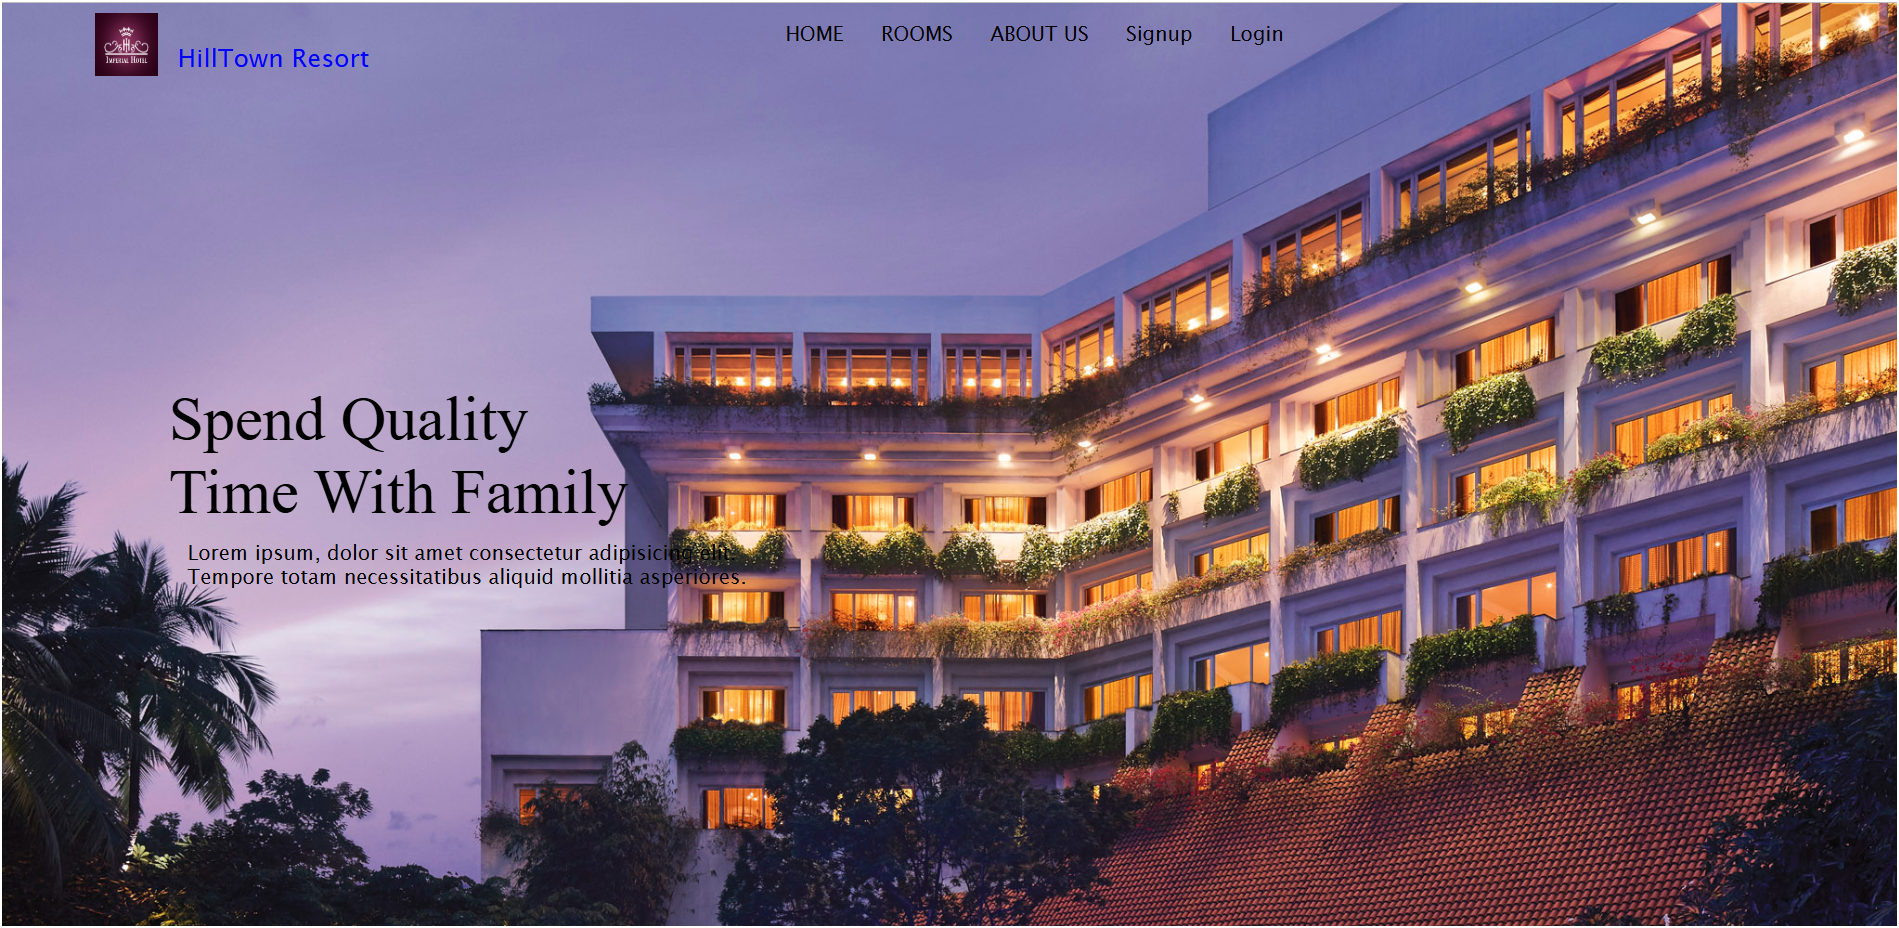 IMPERIAL HOTEL
HillTown Resort
HOME ROOMS ABOUT US Signup Login
Spend Quality
Time With Family
Lorem ipsum, dolor sit amet consectetur adipisicing elit.
Tempore totam necessitatibus aliquid mollitia asperiores.